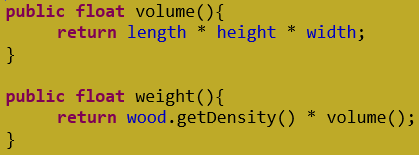 public float volume(){
return length * height * width;
}
public float weight(){
return wood.getDensity() * volume();
}